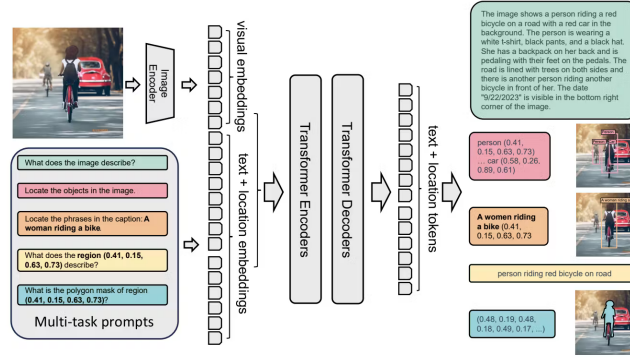 Image
Encoder
visual embeddings
text + location embeddings
Transformer Encoders
Transformer Decoders
text + location tokens
What does the image describe?
Locate the objects in the image.
Locate the phrases in the caption: A
woman riding a bike.
What does the region (0.41, 0.15,
0.63, 0.73) describe?
What is the polygon mask of region
(0.41, 0.15, 0.63, 0.73)?
Multi-task prompts
The image shows a person riding a red
bicycle on a road with a red car in the
background. The person is wearing a
white t-shirt, black pants, and a black hat.
She has a backpack on her back and is
pedaling with their feet on the pedals. The
road is lined with trees on both sides and
there is another person riding another
bicycle in front of her. The date
"9/22/2023" is visible in the bottom right
corner of the image.
person (0.41,
0.15, 0.63, 0.73)
... car (0.58, 0.26,
0.89, 0.61)
A women riding
a bike (0.41,
0.15, 0.63, 0.73
person riding red bicycle on road
(0.48, 0.19, 0.48,
0.18, 0.49, 0.17, ...)